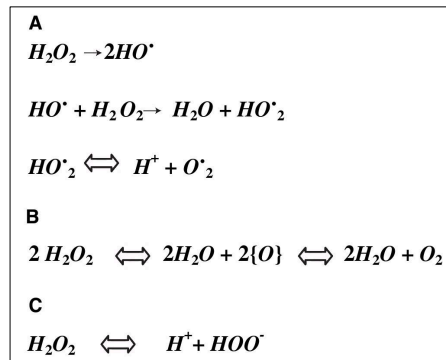 A
H₂O₂ → 2HO•
HO• + H₂O₂ → H₂O + HO•₂
HO•₂ ⇔ H⁺ + O•₂
B
2 H₂O₂ ⇔ 2H₂O + 2{O} ⇔ 2H₂O + O₂
C
H₂O₂ ⇔ H⁺ + HOO⁻